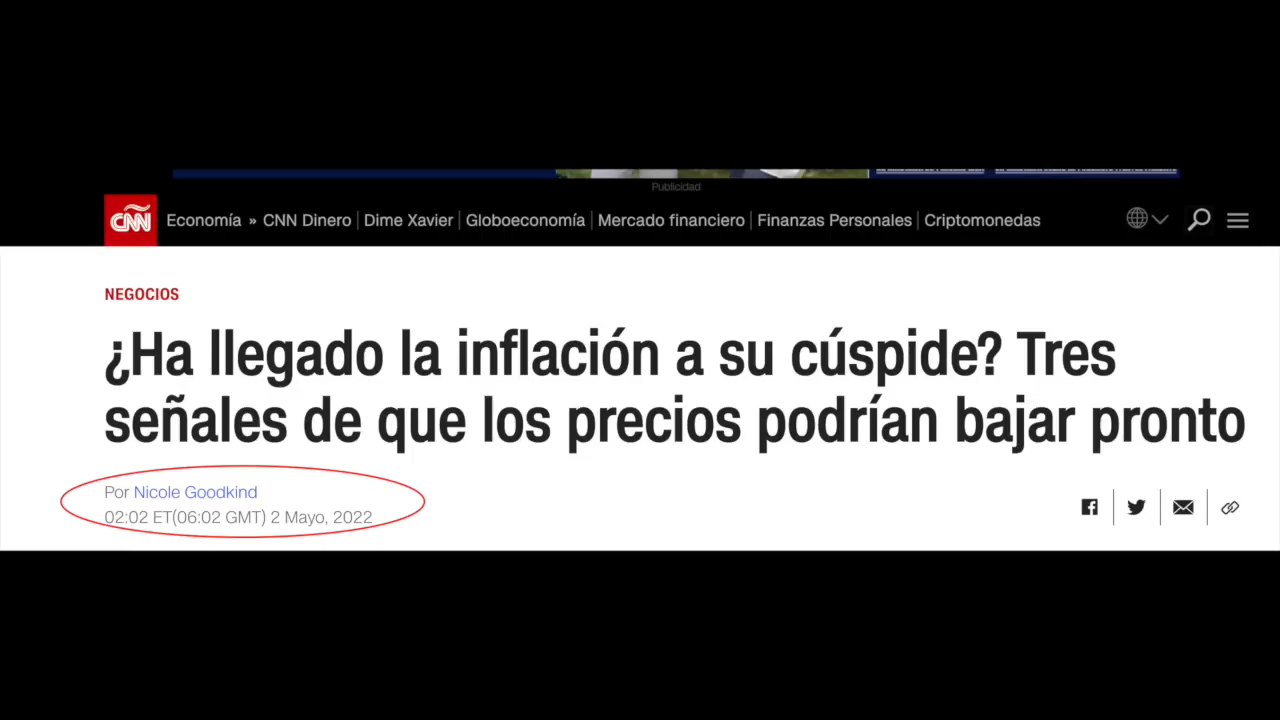 Publicidad
CNN Economía » CNN Dinero | Dime Xavier | Globoeconomía | Mercado financiero | Finanzas Personales | Criptomonedas
NEGOCIOS
¿Ha llegado la inflación a su cúspide? Tres
señales de que los precios podrían bajar pronto
Por Nicole Goodkind
02:02 ET(06:02 GMT) 2 Mayo, 2022